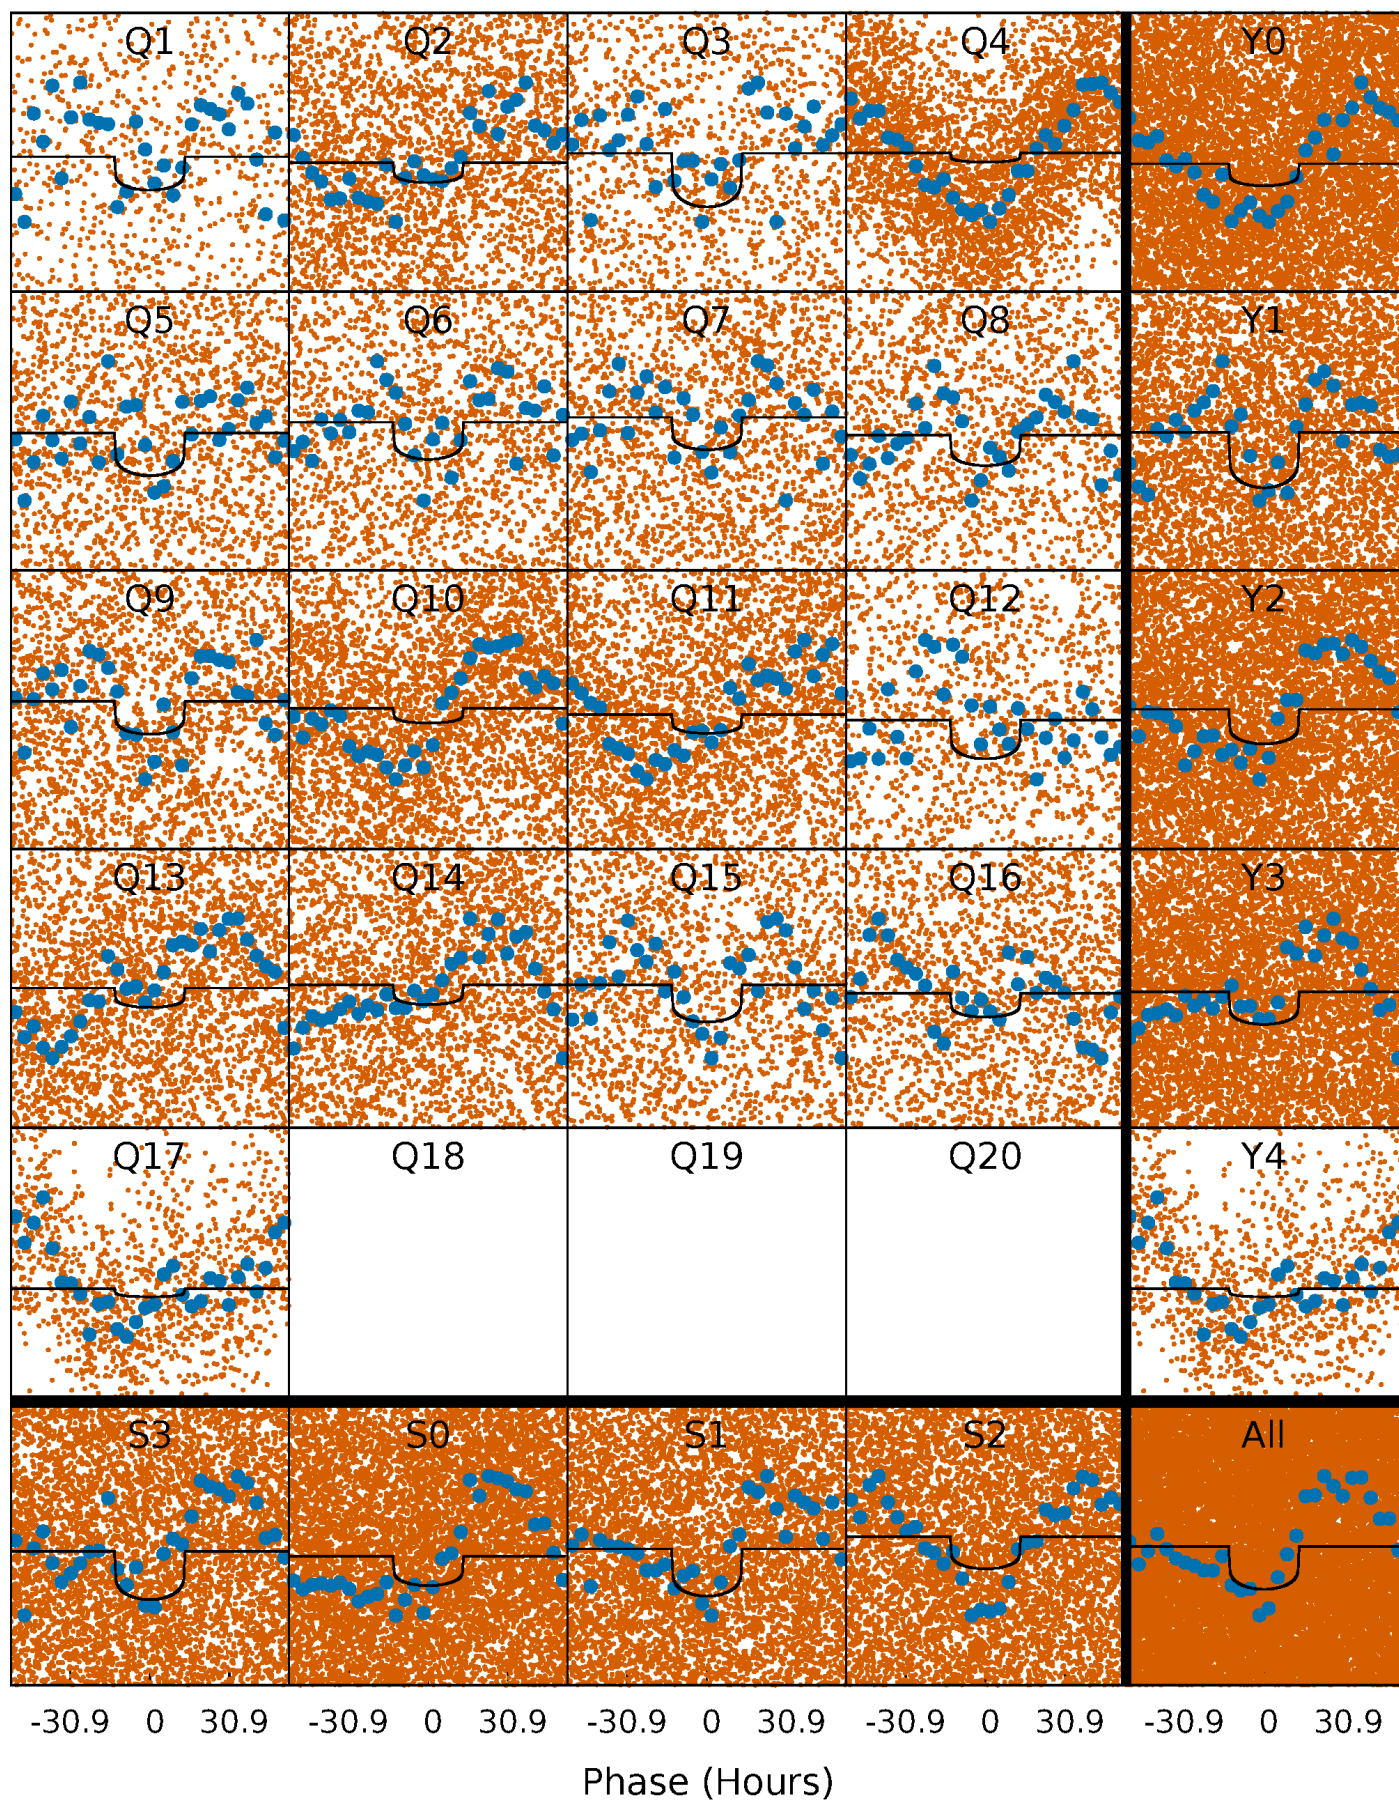 Q1 Q2 Q3 Q4 Y0
Q5 Q6 Q7 Q8 Y1
Q9 Q10 Q11 Q12 Y2
Q13 Q14 Q15 Q16 Y3
Q17 Q18 Q19 Q20 Y4
S3 S0 S1 S2 All
-30.9 0 30.9 -30.9 0 30.9 -30.9 0 30.9 -30.9 0 30.9 -30.9 0 30.9
Phase (Hours)